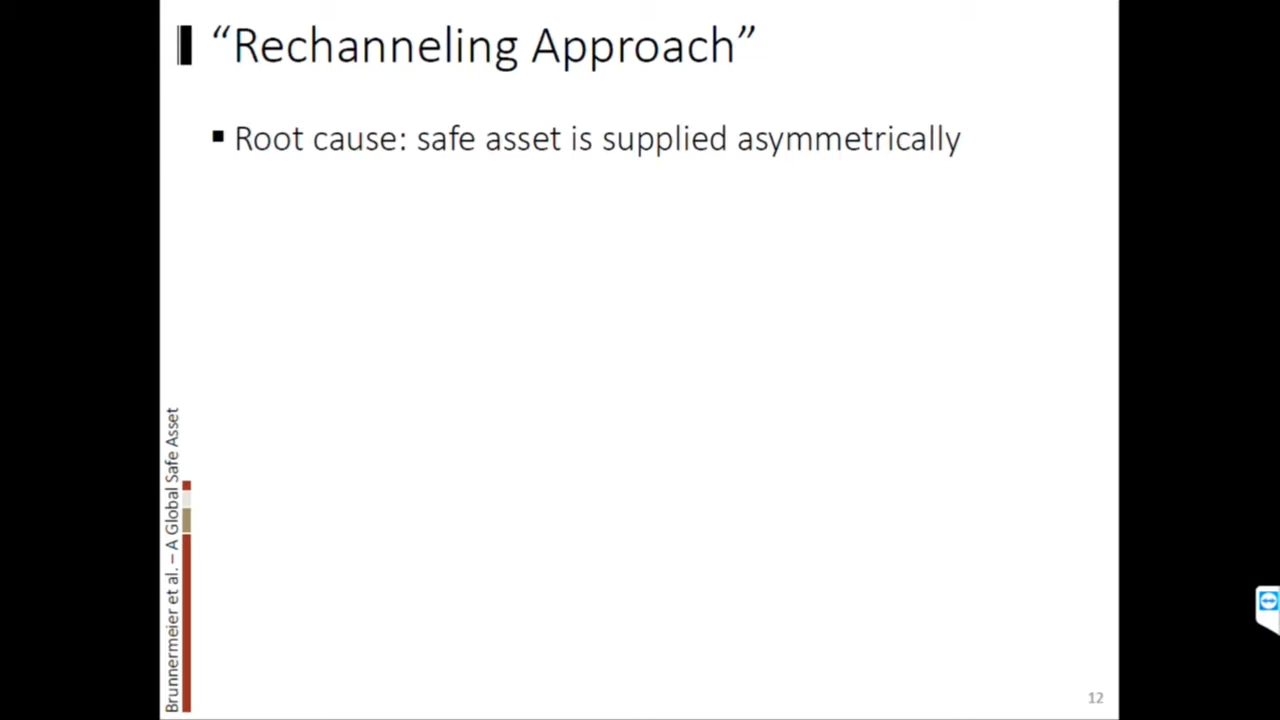 “Rechanneling Approach”
Root cause: safe asset is supplied asymmetrically
Brunnermeier et al. – A Global Safe Asset
12